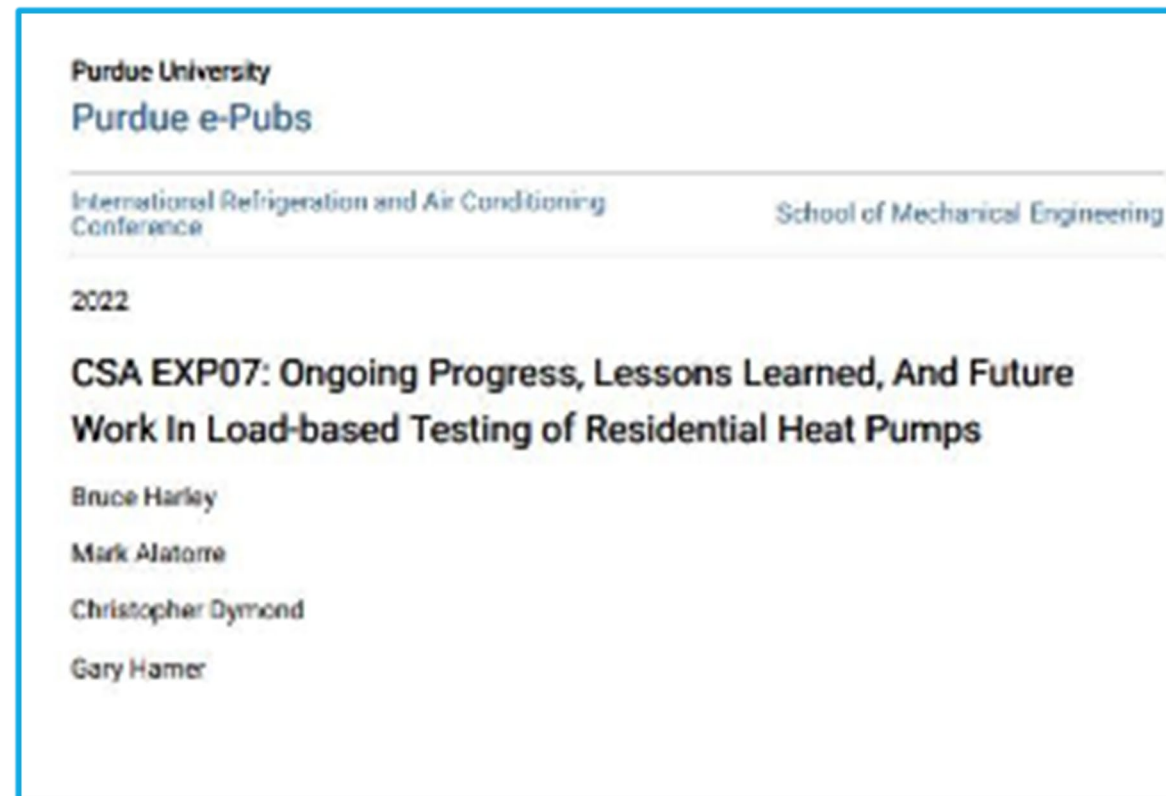 Purdue University
Purdue e-Pubs
International Refrigeration and Air Conditioning
Conference
School of Mechanical Engineering
2022
CSA EXP07: Ongoing Progress, Lessons Learned, And Future
Work In Load-based Testing of Residential Heat Pumps
Bruce Harley
Mark Alatorre
Christopher Dymond
Gary Hamer